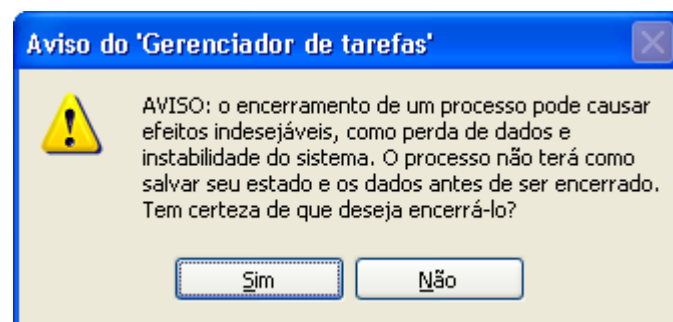 Aviso do 'Gerenciador de tarefas'
AVISO: o encerramento de um processo pode causar
efeitos indesejáveis, como perda de dados e
instabilidade do sistema. O processo não terá como
salvar seu estado e os dados antes de ser encerrado.
Tem certeza de que deseja encerrá-lo?
Sim Não